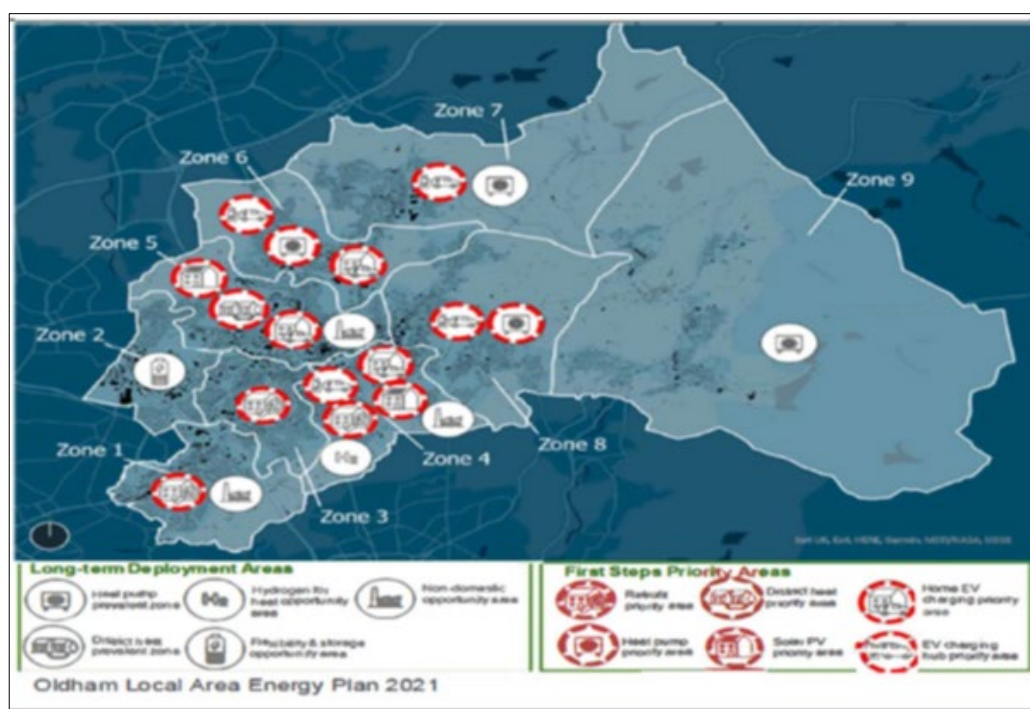 Zone 7
Zone 6
Zone 9
Zone 5
Zone 2
Zone 8
Zone 1
Zone 4
Zone 3
H₂
Long-term Deployment Areas
Heat pump
prevalent zone
H₂
Hydrogen for
heat opportunity
area
Non-domestic
opportunity area
District heat
prevalent zone
Flexibility & storage
opportunity area
First Steps Priority Areas
Retrofit
priority area
District heat
priority area
Home EV
charging priority
area
Heat pump
priority area
Solar PV
priority area
EV charging
hub priority area
Oldham Local Area Energy Plan 2021